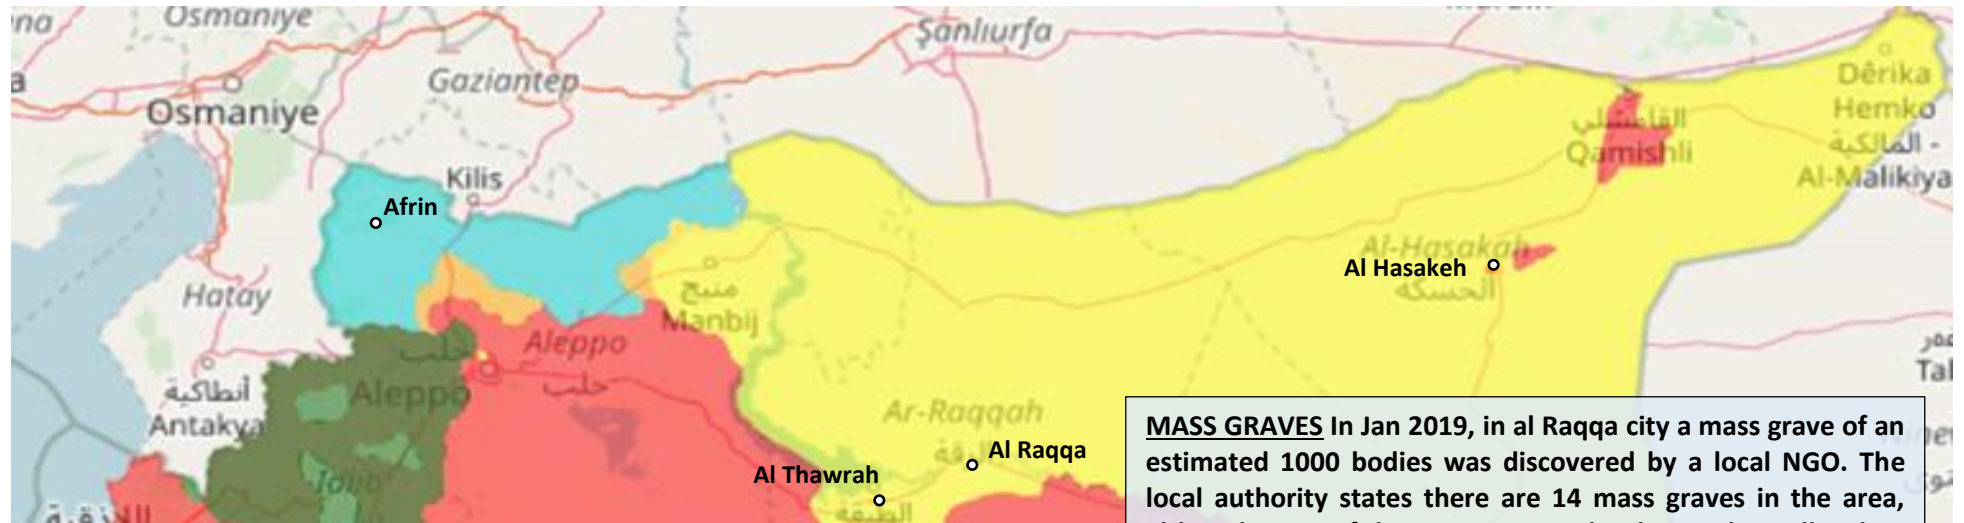 Osmaniye
Şanlıurfa
Gaziantep
Dêrika
Hemko
المالكية -
Al-Malikiya
Osmaniye
القامشلي
Qamishli
Kilis
Afrin
Al-Hasakah
Al Hasakeh
الحسكة
Hatay
منبج
Manbij
Aleppo
حلب
حلب
Aleppo
أنطاكية
Antakya
Ar-Raqqah
الرقة
Al Raqqa
Al Thawrah
الطبقة
Idlib
اللاذقية
MASS GRAVES In Jan 2019, in al Raqqa city a mass grave of an
estimated 1000 bodies was discovered by a local NGO. The
local authority states there are 14 mass graves in the area,